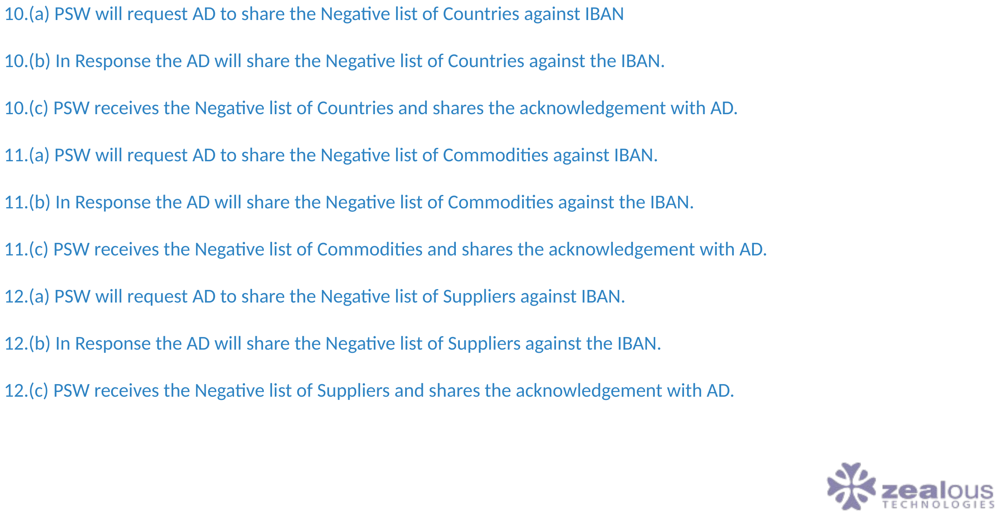 10.(a) PSW will request AD to share the Negative list of Countries against IBAN
10.(b) In Response the AD will share the Negative list of Countries against the IBAN.
10.(c) PSW receives the Negative list of Countries and shares the acknowledgement with AD.
11.(a) PSW will request AD to share the Negative list of Commodities against IBAN.
11.(b) In Response the AD will share the Negative list of Commodities against the IBAN.
11.(c) PSW receives the Negative list of Commodities and shares the acknowledgement with AD.
12.(a) PSW will request AD to share the Negative list of Suppliers against IBAN.
12.(b) In Response the AD will share the Negative list of Suppliers against the IBAN.
12.(c) PSW receives the Negative list of Suppliers and shares the acknowledgement with AD.
zealous
TECHNOLOGIES